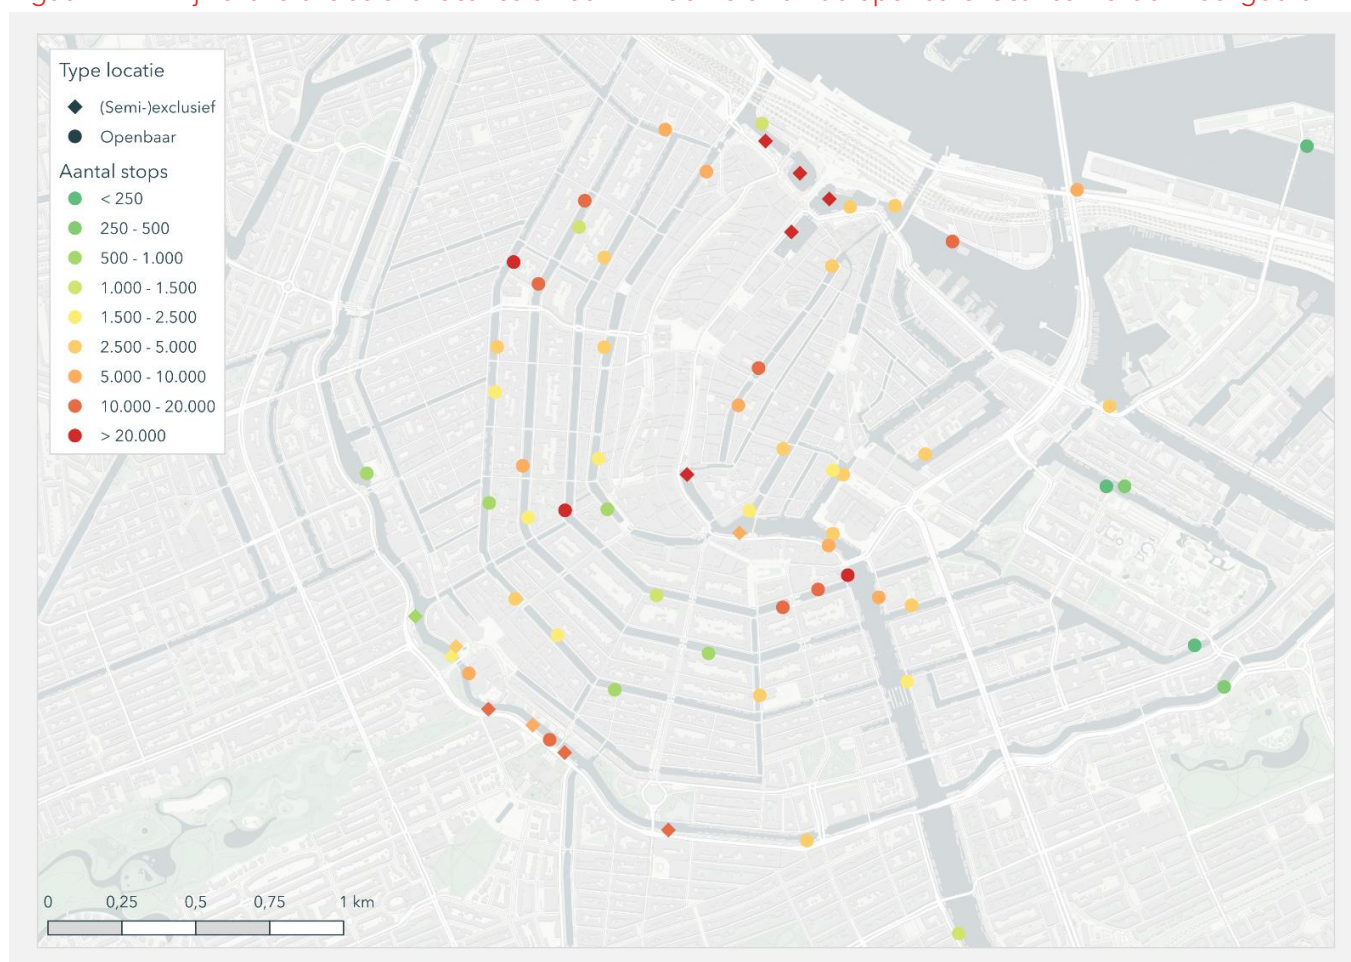 Type locatie
(Semi-)exclusief
Openbaar
Aantal stops
< 250
250 - 500
500 - 1.000
1.000 - 1.500
1.500 - 2.500
2.500 - 5.000
5.000 - 10.000
10.000 - 20.000
> 20.000
0 0,25 0,5 0,75 1 km